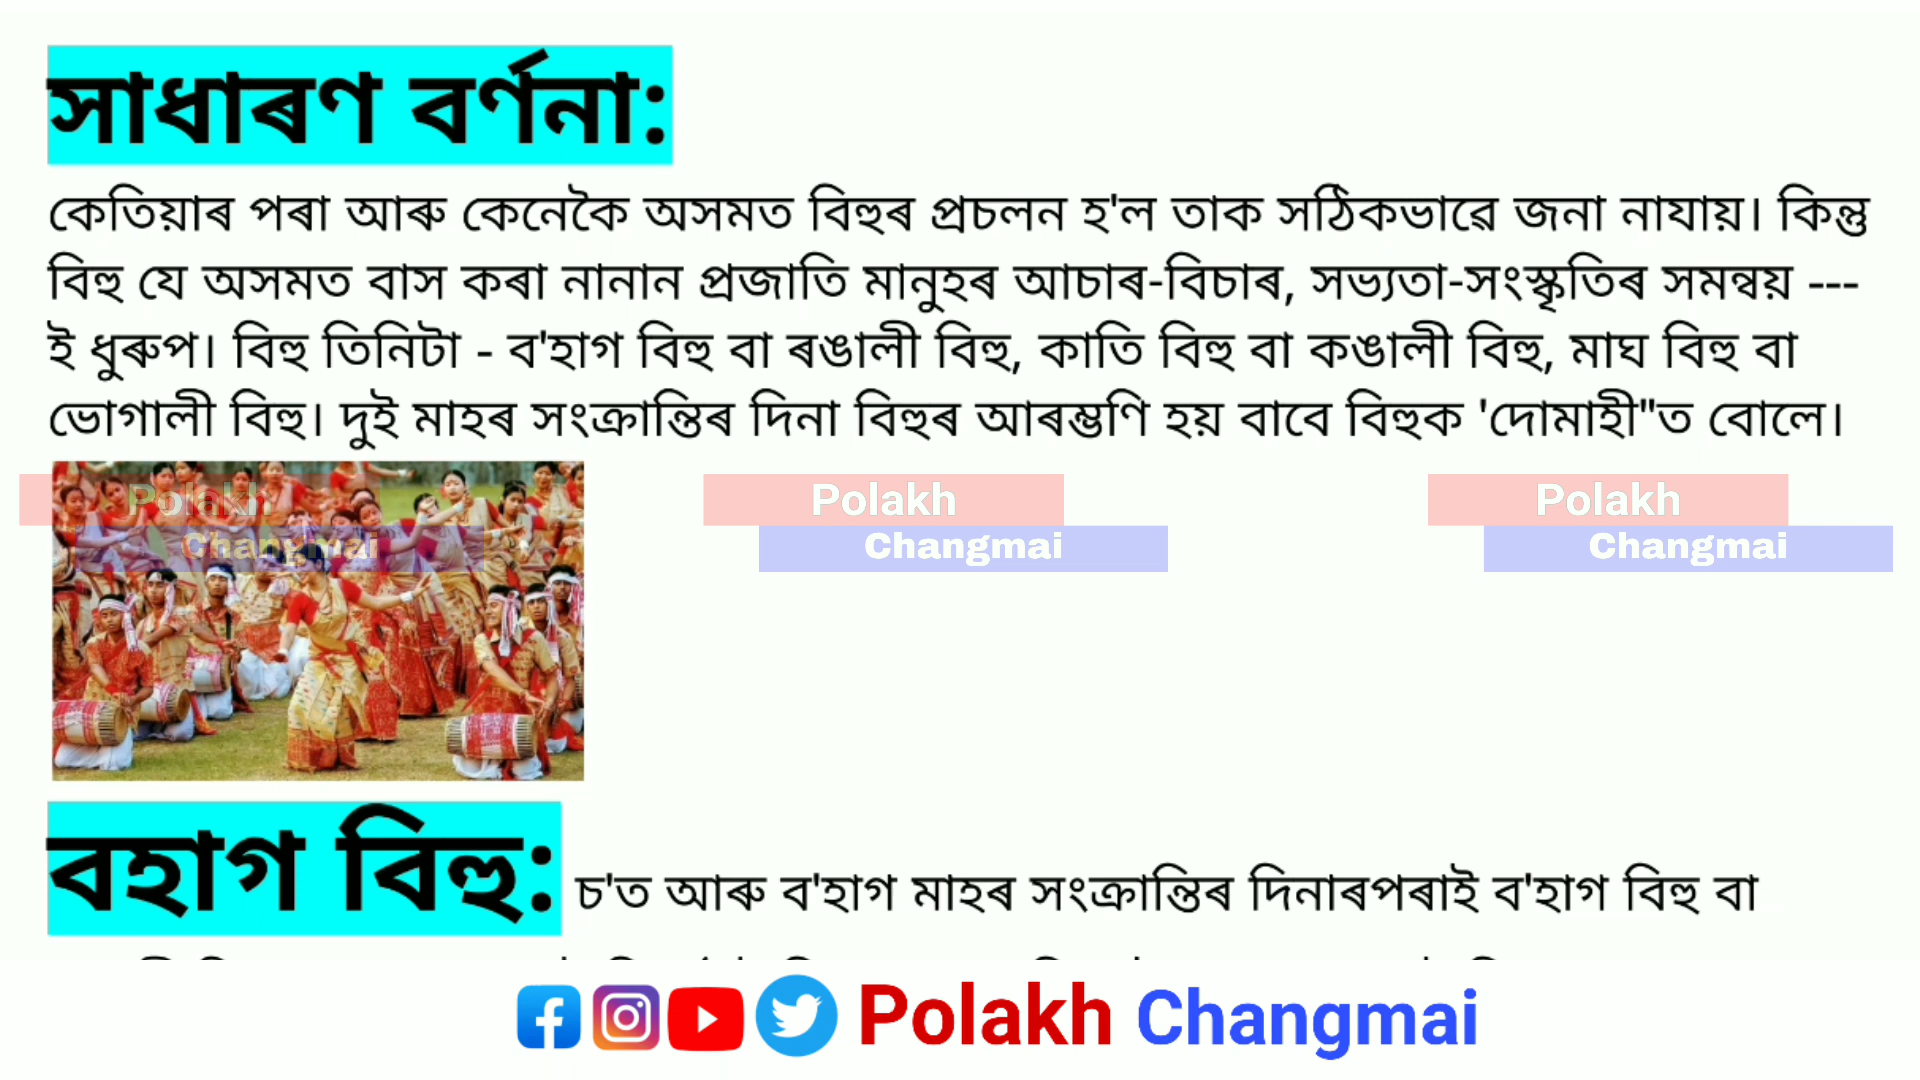 সাধাৰণ বৰ্ণনা:
কেতিয়াৰ পৰা আৰু কেনেকৈ অসমত বিহুৰ প্ৰচলন হ'ল তাক সঠিকভাৱে জনা নাযায়। কিন্তু
বিহু যে অসমত বাস কৰা নানান প্ৰজাতি মানুহৰ আচাৰ-বিচাৰ, সভ্যতা-সংস্কৃতিৰ সমন্বয় ---
ই ধুৰুপ। বিহু তিনিটা - ব'হাগ বিহু বা ৰঙালী বিহু, কাতি বিহু বা কঙালী বিহু, মাঘ বিহু বা
ভোগালী বিহু। দুই মাহৰ সংক্ৰান্তিৰ দিনা বিহুৰ আৰম্ভণি হয় বাবে বিহুক 'দোমাহী"ত বোলে।
Polakh Polakh Polakh
Changmai Changmai Changmai
বহাগ বিহু: চ'ত আৰু ব'হাগ মাহৰ সংক্ৰান্তিৰ দিনাৰপৰাই ব'হাগ বিহু বা
Polakh Changmai